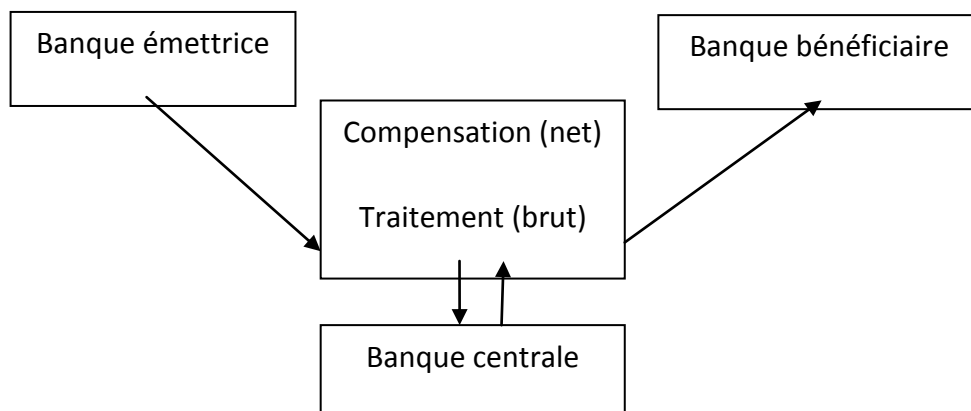 Banque émettrice
Banque bénéficiaire
Compensation (net)
Traitement (brut)
Banque centrale